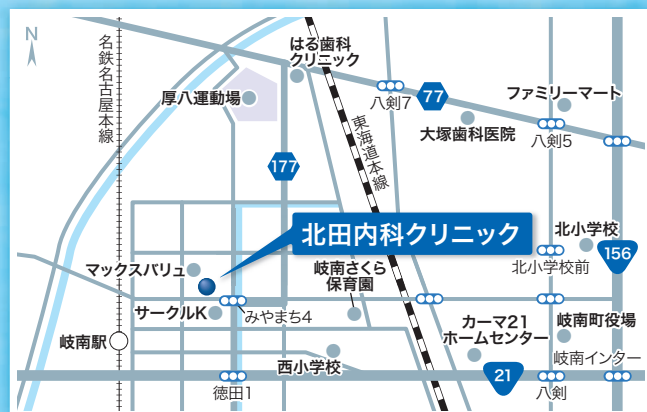 N
名鉄名古屋本線
はる歯科
クリニック
厚八運動場
八剣7
77
ファミリーマート
大塚歯科医院
八剣5
東海道本線
177
北田内科クリニック
北小学校
156
北小学校前
マックスバリュ
岐南さくら
保育園
サークルK
みやまち4
カーマ21
ホームセンター
岐南町役場
岐南駅
西小学校
岐南インター
21
徳田1
八剣